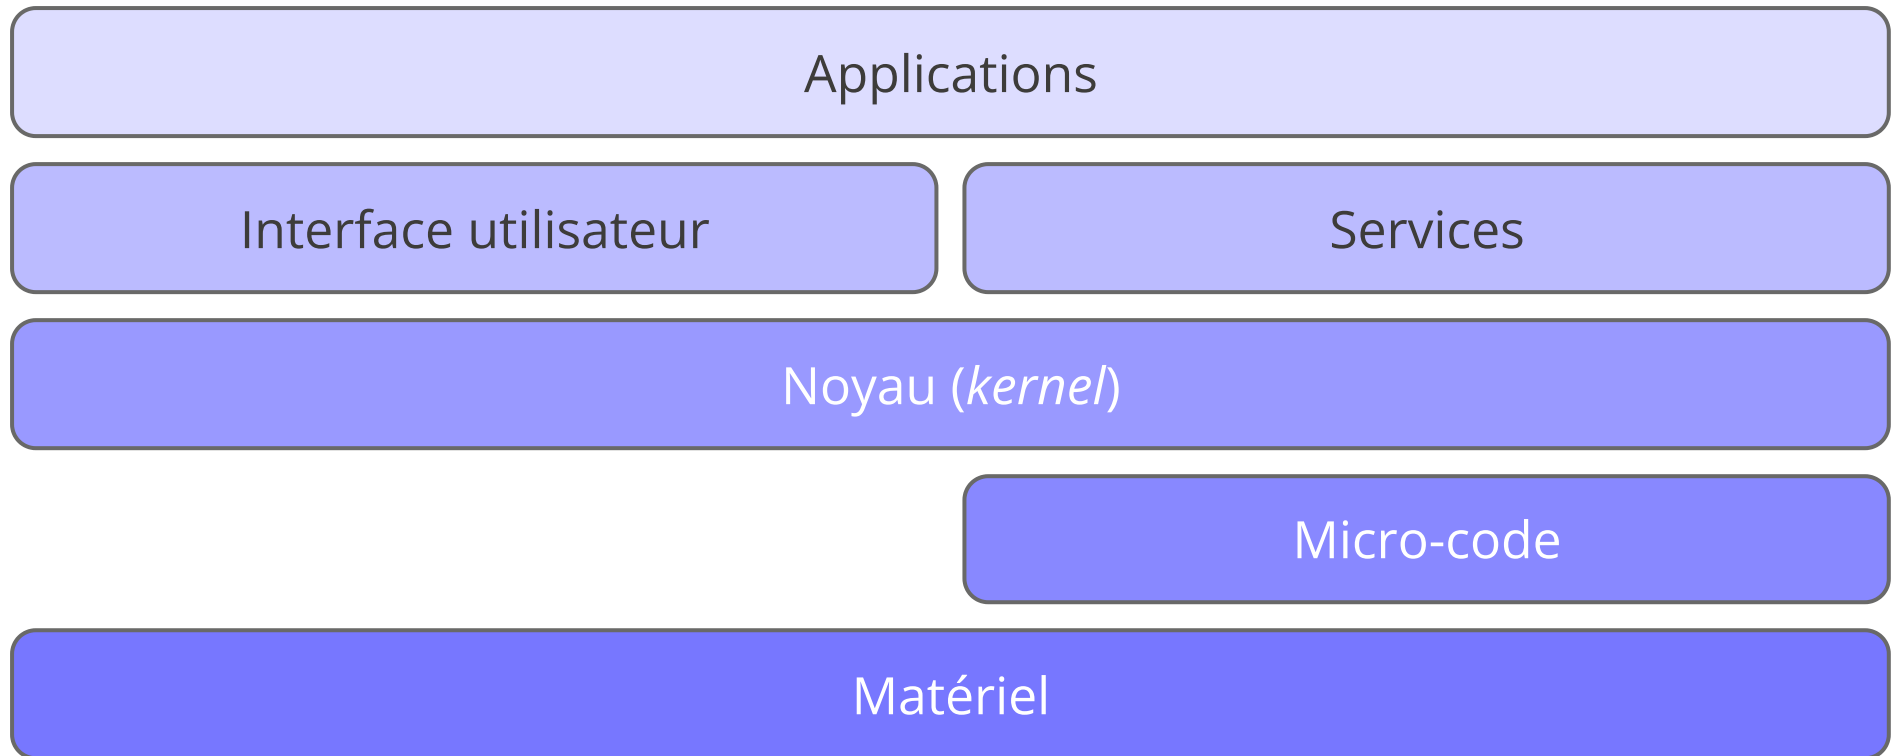 Applications
Interface utilisateur
Services
Noyau (kernel)
Micro-code
Matériel